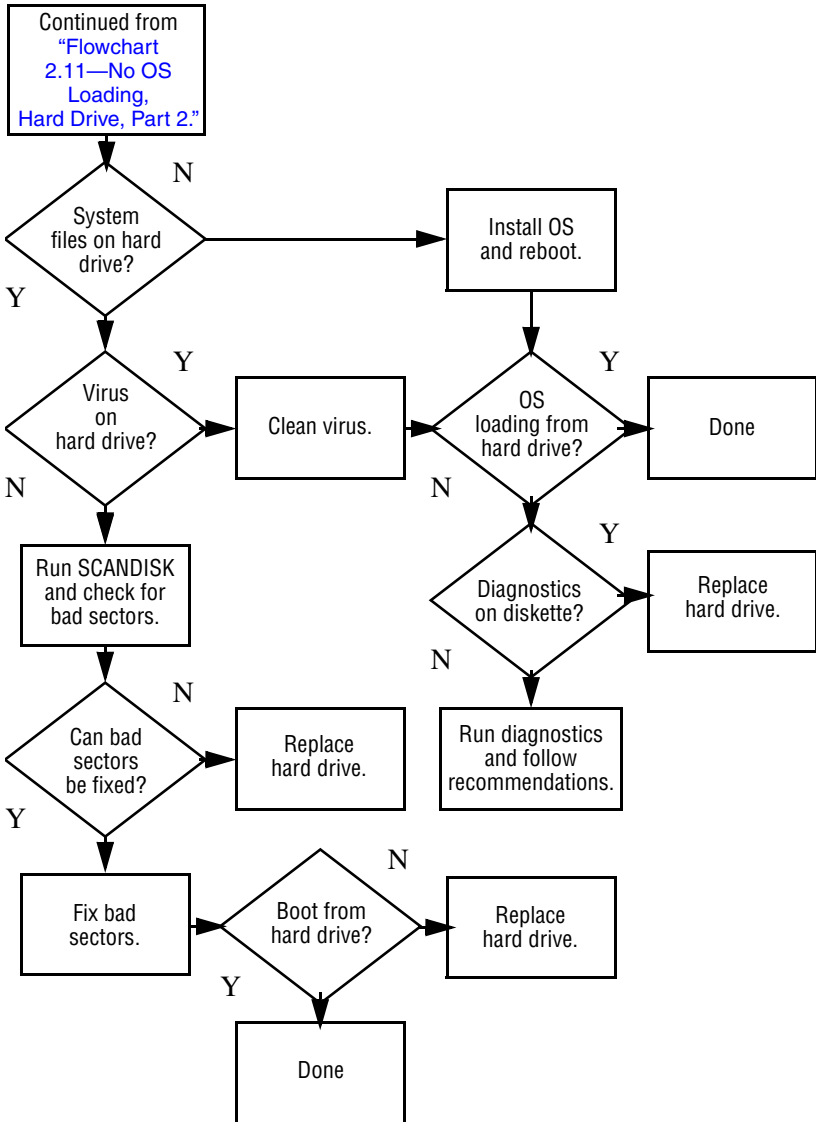 Continued from
“Flowchart
2.11—No OS
Loading,
Hard Drive, Part 2.”
N
System
files on hard
drive?
Install OS
and reboot.
Y
Y
Virus
on
hard drive?
Clean virus.
Y
OS
loading from
hard drive?
Done
N
N
Run SCANDISK
and check for
bad sectors.
Y
Diagnostics
on diskette?
Replace
hard drive.
N
N
Can bad
sectors
be fixed?
Replace
hard drive.
Run diagnostics
and follow
recommendations.
Y
Fix bad
sectors.
N
Boot from
hard drive?
Replace
hard drive.
Y
Done